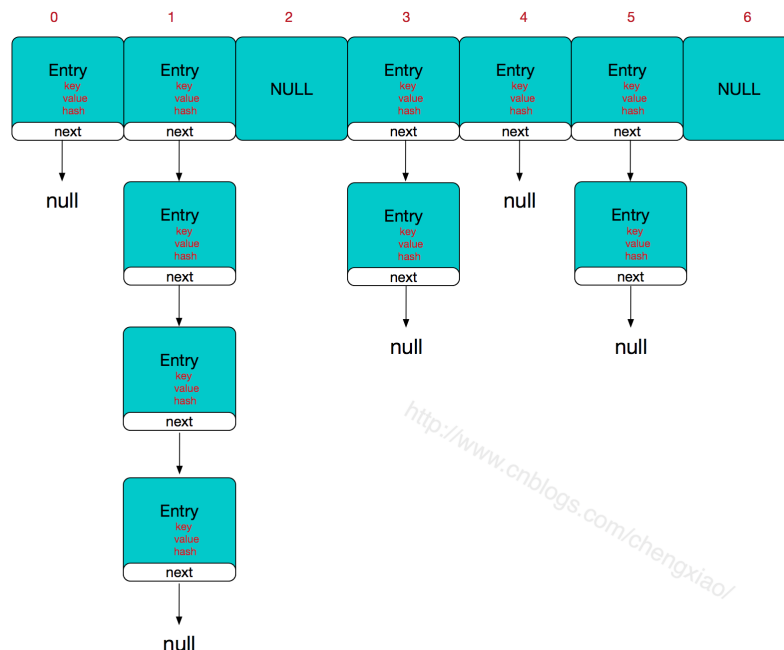 0 1 2 3 4 5 6
Entry Entry NULL Entry Entry Entry NULL
key key key key key
value value value value value
hash hash hash hash hash
next next next next next
null Entry Entry null Entry
key key key
value value value
hash hash hash
next next next
Entry null null
key
value
hash
next
http://www.cnblogs.com/chengxiao/
Entry
key
value
hash
next
null